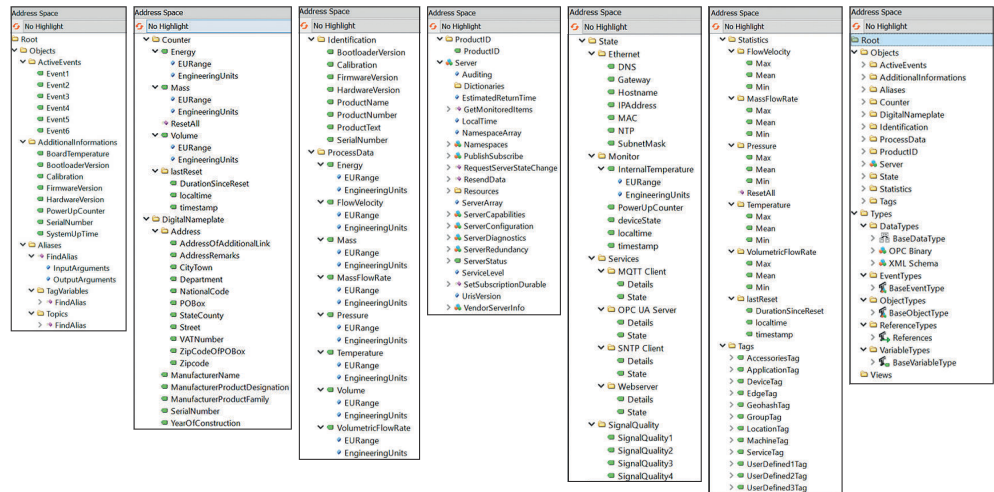 Address Space
No Highlight
Root
Objects
ActiveEvents
Event1
Event2
Event3
Event4
Event5
Event6
AdditionalInformations
BoardTemperature
BootloaderVersion
Calibration
FirmwareVersion
HardwareVersion
PowerUpCounter
SerialNumber
SystemUpTime
Aliases
FindAlias
InputArguments
OutputArguments
TagVariables
FindAlias
Topics
FindAlias
Address Space
No Highlight
Counter
Energy
EURange
EngineeringUnits
Mass
EURange
EngineeringUnits
ResetAll
Volume
EURange
EngineeringUnits
lastReset
DurationSinceReset
localtime
timestamp
DigitalNameplate
Address
AddressOfAdditionalLink
AddressRemarks
CityTown
Department
NationalCode
POBox
StateCounty
Street
VATNumber
ZipCodeOfPOBox
Zipcode
ManufacturerName
ManufacturerProductDesignation
ManufacturerProductFamily
SerialNumber
YearOfConstruction
Address Space
No Highlight
Identification
BootloaderVersion
Calibration
FirmwareVersion
HardwareVersion
ProductName
ProductNumber
ProductText
SerialNumber
ProcessData
Energy
EURange
EngineeringUnits
FlowVelocity
EURange
EngineeringUnits
Mass
EURange
EngineeringUnits
MassFlowRate
EURange
EngineeringUnits
Pressure
EURange
EngineeringUnits
Temperature
EURange
EngineeringUnits
Volume
EURange
EngineeringUnits
VolumetricFlowRate
EURange
EngineeringUnits
Address Space
No Highlight
ProductID
ProductID
Server
Auditing
Dictionaries
EstimatedReturnTime
GetMonitoredItems
LocalTime
NamespaceArray
Namespaces
PublishSubscribe
RequestServerStateChange
ResendData
Resources
ServerArray
ServerCapabilities
ServerConfiguration
ServerDiagnostics
ServerRedundancy
ServerStatus
ServiceLevel
SetSubscriptionDurable
UrisVersion
VendorServerInfo
Address Space
No Highlight
State
Ethernet
DNS
Gateway
Hostname
IPAddress
MAC
NTP
SubnetMask
Monitor
InternalTemperature
EURange
EngineeringUnits
PowerUpCounter
deviceState
localtime
timestamp
Services
MQTT Client
Details
State
OPC UA Server
Details
State
SNTP Client
Details
State
Webserver
Details
State
SignalQuality
SignalQuality1
SignalQuality2
SignalQuality3
SignalQuality4
Address Space
No Highlight
Statistics
FlowVelocity
Max
Mean
Min
MassFlowRate
Max
Mean
Min
Pressure
Max
Mean
Min
ResetAll
Temperature
Max
Mean
Min
VolumetricFlowRate
Max
Mean
Min
lastReset
DurationSinceReset
localtime
timestamp
Tags
AccessoriesTag
ApplicationTag
DeviceTag
EdgeTag
GeohashTag
GroupTag
LocationTag
MachineTag
ServiceTag
UserDefined1Tag
UserDefined2Tag
UserDefined3Tag
Address Space
No Highlight
Root
Objects
ActiveEvents
AdditionalInformations
Aliases
Counter
DigitalNameplate
Identification
ProcessData
ProductID
Server
State
Statistics
Tags
Types
DataTypes
BaseDataType
OPC Binary
XML Schema
EventTypes
BaseEventType
ObjectTypes
BaseObjectType
ReferenceTypes
References
VariableTypes
BaseVariableType
Views